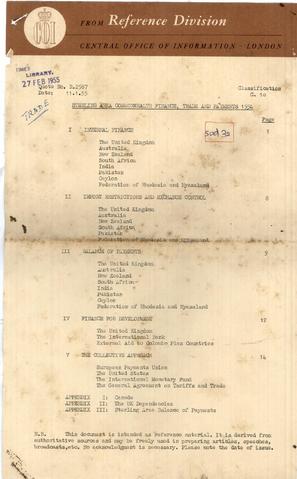 COI
FROM Reference Division
CENTRAL OFFICE OF INFORMATION · LONDON
TIMES
LIBRARY.
27 FEB 1955
TRADE
Quote No. R.2987
Date: 11.1.55
Classification
STERLING AREA COMMONWEALTH FINANCE, TRADE AND PAYMENTS 1954
Page
I INTERNAL FINANCE 1
The United Kingdom
Australia
New Zealand
South Africa
India
Pakistan
Ceylon
Federation of Rhodesia and Nyasaland
II IMPORT RESTRICTIONS AND EXCHANGE CONTROL 6
The United Kingdom
Australia
New Zealand
South Africa
Pakistan
Federation of Rhodesia and Nyasaland
III BALANCE OF PAYMENTS 9
The United Kingdom
Australia
New Zealand
South Africa
India
Pakistan
Ceylon
Federation of Rhodesia and Nyasaland
IV FINANCE FOR DEVELOPMENT 12
The United Kingdom
The International Bank
External Aid to Colombo Plan Countries
V THE COLLECTIVE APPROACH 14
European Payments Union
The United States
The International Monetary Fund
The General Agreement on Tariffs and Trade
APPENDIX I: Canada
APPENDIX II: The UK Dependencies
APPENDIX III: Sterling Area Balance of Payments
N.B. This document is intended as reference material. It is derived from
authoritative sources and may be freely used in preparing articles, speeches,
broadcasts,etc. No acknowledgment is necessary. Please note the date of issue.